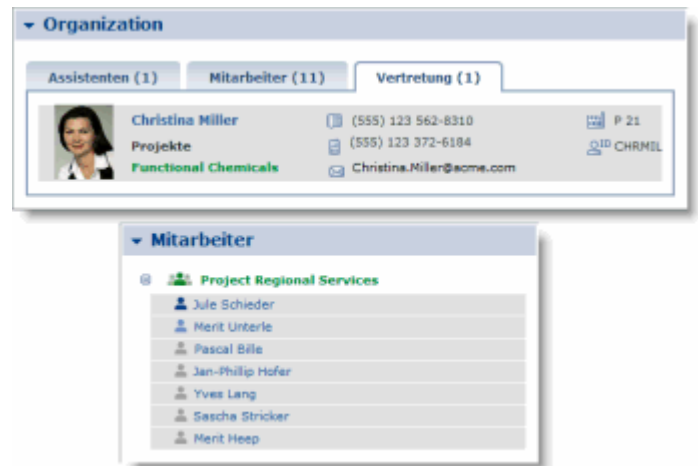 Organization
Assistenten (1) Mitarbeiter (11) Vertretung (1)
Christina Miller (555) 123 562-8310 P 21
Projekte (555) 123 372-6184 ID CHRMIL
Functional Chemicals Christina.Miller@acme.com
Mitarbeiter
Project Regional Services
Jule Schieder
Merit Unterle
Pascal Bille
Jan-Phillip Hofer
Yves Lang
Sascha Stricker
Merit Heep